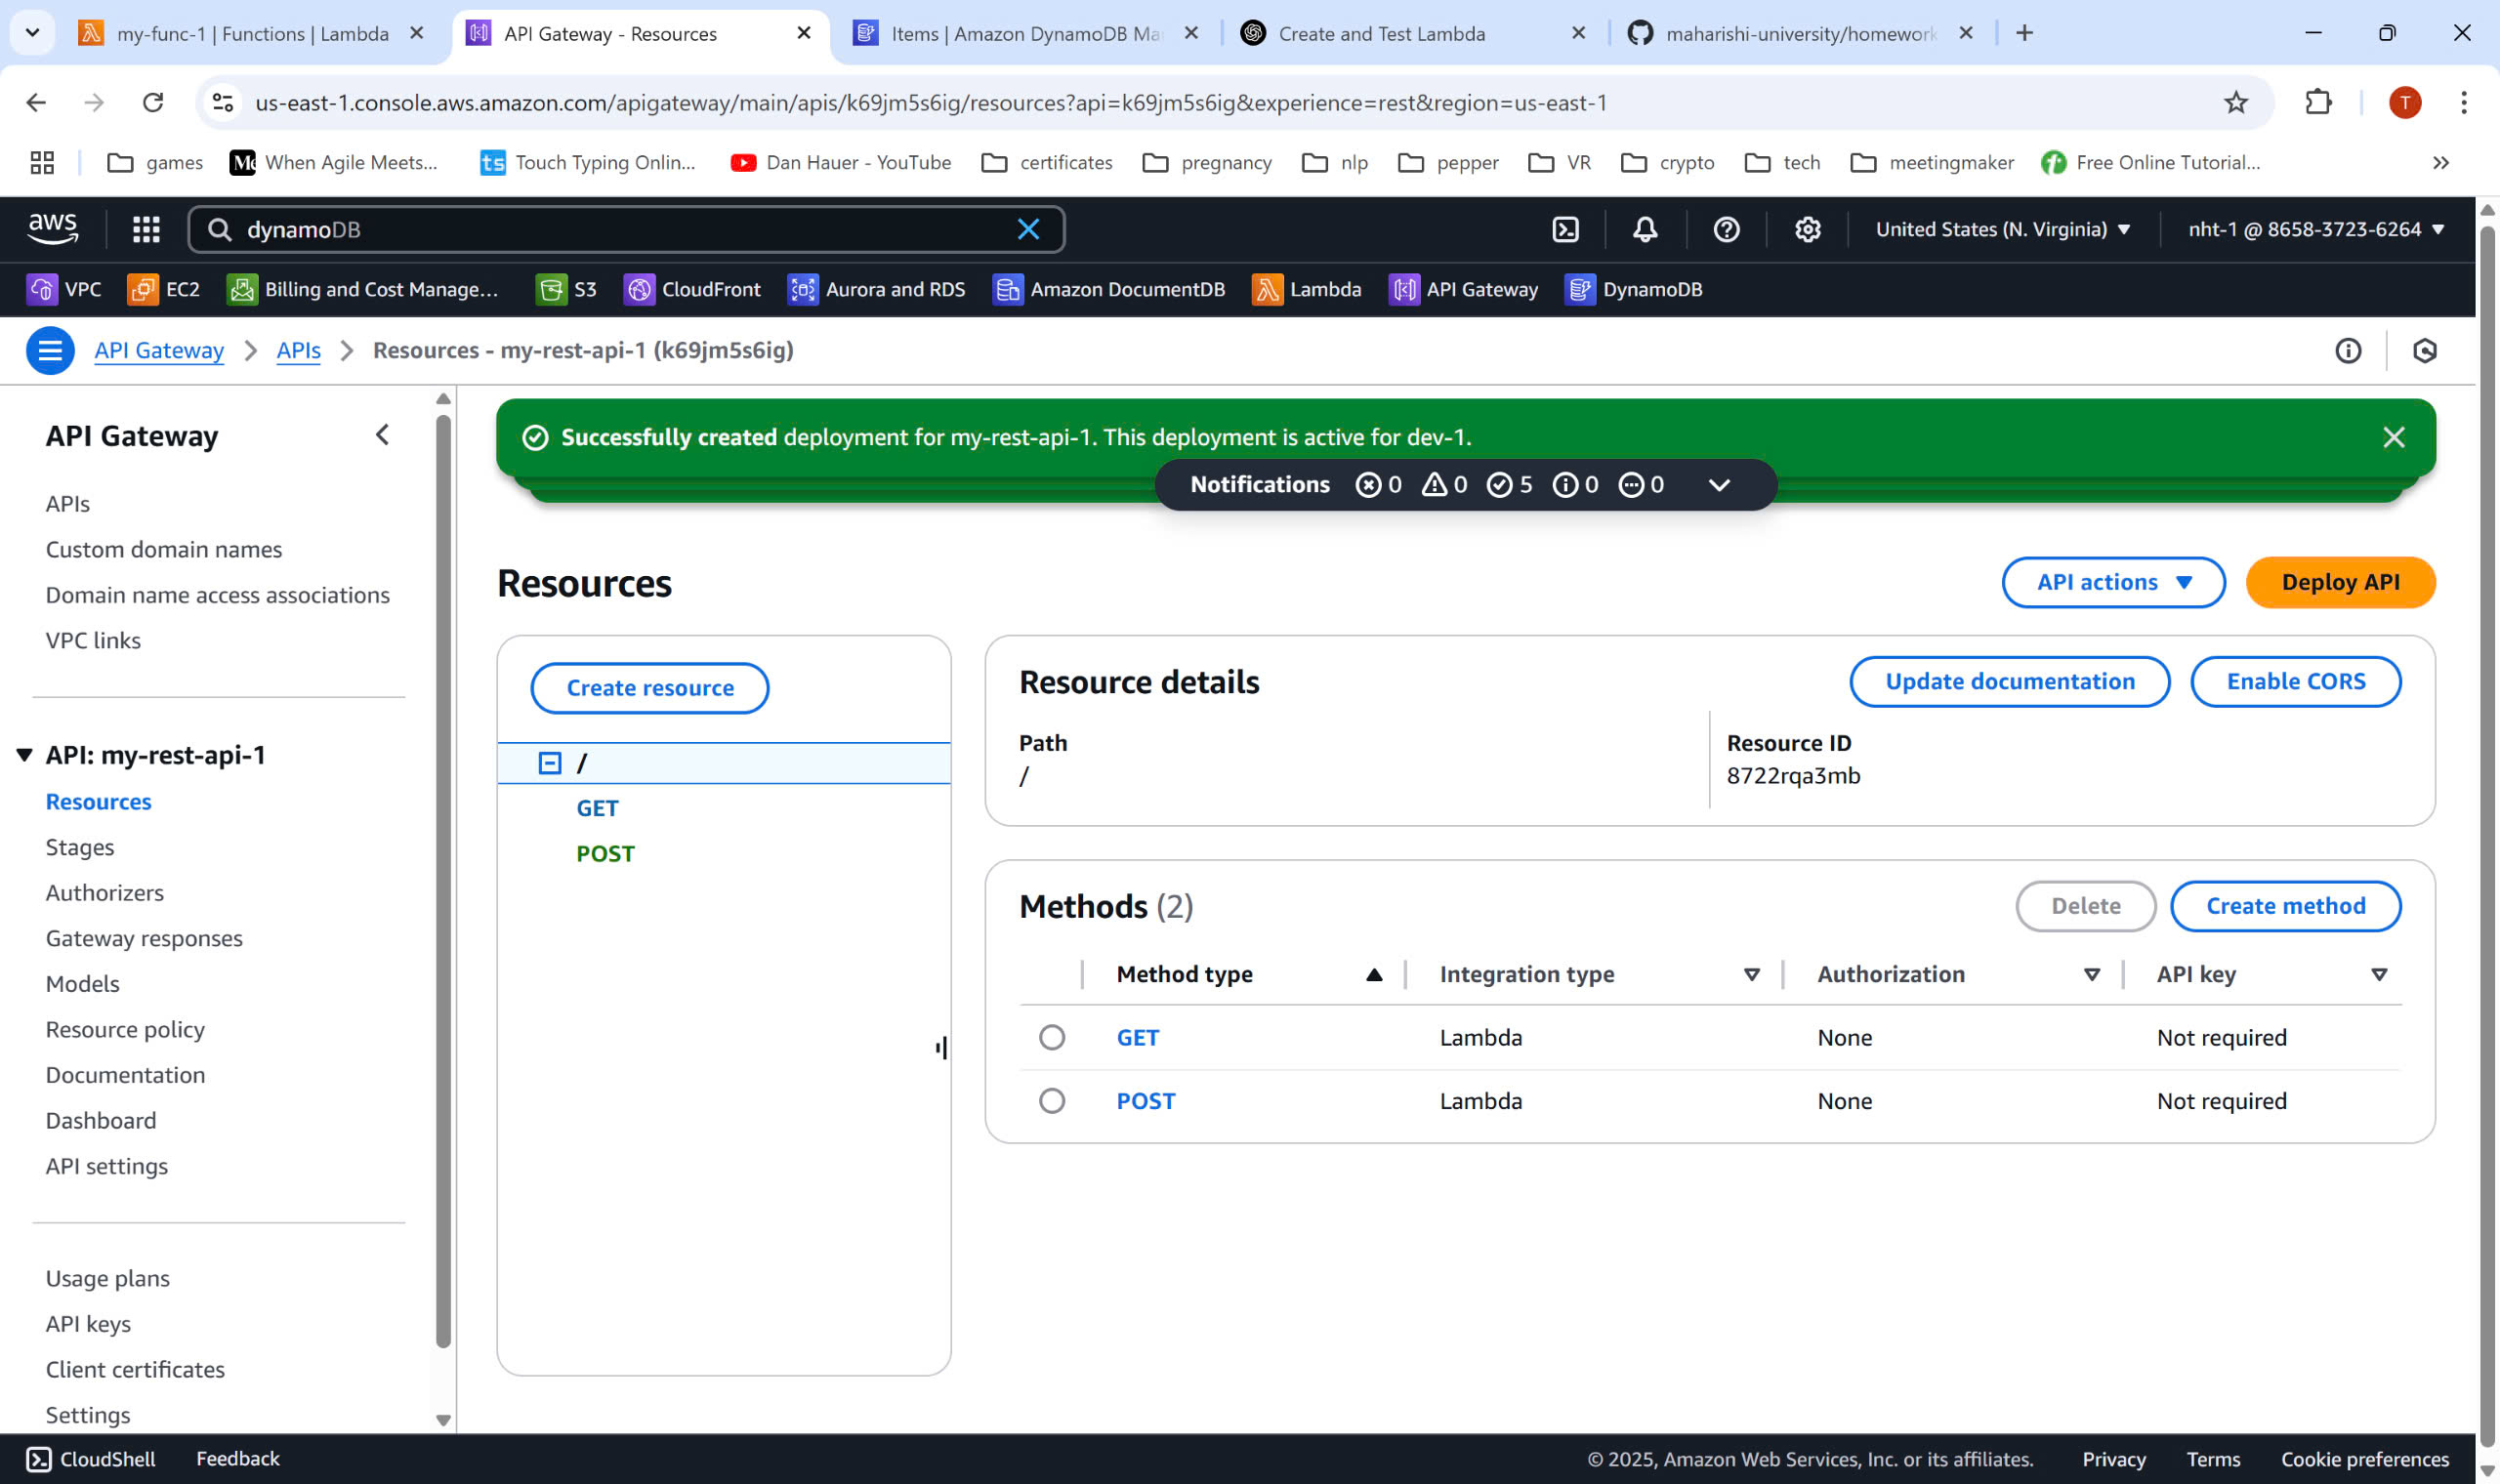 my-func-1 | Functions | Lambda
API Gateway - Resources
Items | Amazon DynamoDB Ma
Create and Test Lambda
maharishi-university/homework
us-east-1.console.aws.amazon.com/apigateway/main/apis/k69jm5s6ig/resources?api=k69jm5s6ig&experience=rest&region=us-east-1
T
games
When Agile Meets...
ts Touch Typing Onlin...
Dan Hauer - YouTube
certificates
pregnancy
nlp
pepper
VR
crypto
tech
meetingmaker
Free Online Tutorial...
aws
dynamoDB
United States (N. Virginia)
nht-1 @ 8658-3723-6264
VPC
EC2
Billing and Cost Manage...
S3
CloudFront
Aurora and RDS
Amazon DocumentDB
Lambda
API Gateway
DynamoDB
API Gateway
APIs
Resources - my-rest-api-1 (k69jm5s6ig)
API Gateway
APIs
Custom domain names
Domain name access associations
VPC links
API: my-rest-api-1
Resources
Stages
Authorizers
Gateway responses
Models
Resource policy
Documentation
Dashboard
API settings
Usage plans
API keys
Client certificates
Settings
Successfully created deployment for my-rest-api-1. This deployment is active for dev-1.
Notifications 0 0 5 0 0
Resources
API actions
Deploy API
Create resource
/
GET
POST
Resource details
Update documentation
Enable CORS
Path
/
Resource ID
8722rqa3mb
Methods (2)
Delete
Create method
Method type Integration type Authorization API key
GET Lambda None Not required
POST Lambda None Not required
CloudShell
Feedback
© 2025, Amazon Web Services, Inc. or its affiliates.
Privacy
Terms
Cookie preferences